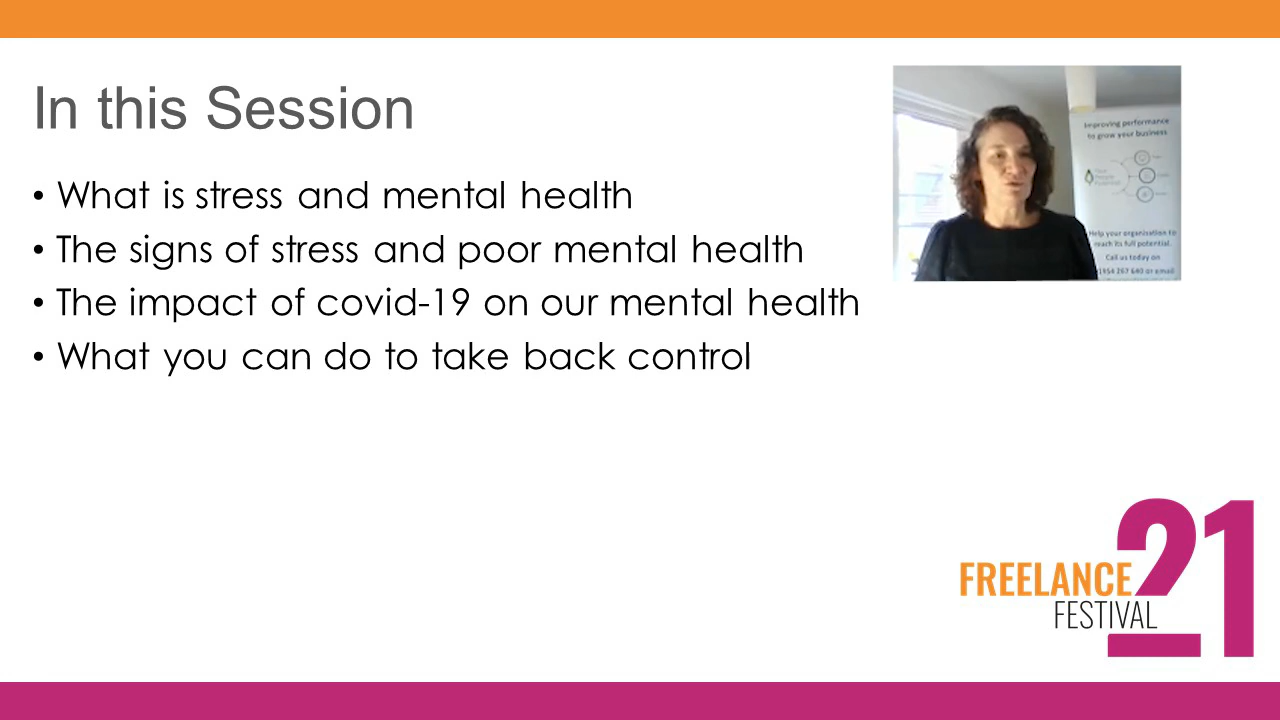 In this Session
• What is stress and mental health
• The signs of stress and poor mental health
• The impact of covid-19 on our mental health
• What you can do to take back control
Improving performance
to grow your business
Help your organisation to
reach its full potential.
Call us today on
or email
FREELANCE
FESTIVAL
21